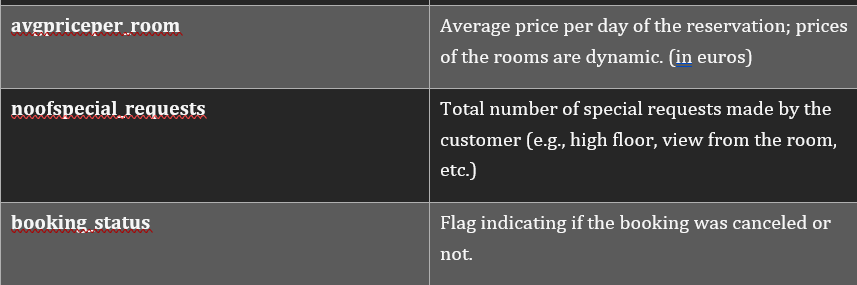 avgpriceper_room
Average price per day of the reservation; prices
of the rooms are dynamic. (in euros)
noofspecial_requests
Total number of special requests made by the
customer (e.g., high floor, view from the room,
etc.)
booking_status
Flag indicating if the booking was canceled or
not.